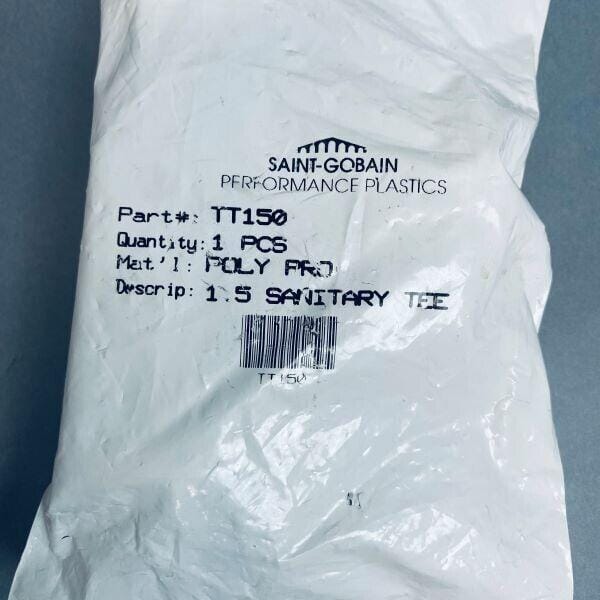 SAINT-GOBAIN
PERFORMANCE PLASTICS
Part#: TT150
Quantity: 1 PCS
Mat'l: POLY PRO
Descrip: 1.5 SANITARY TEE
TT150